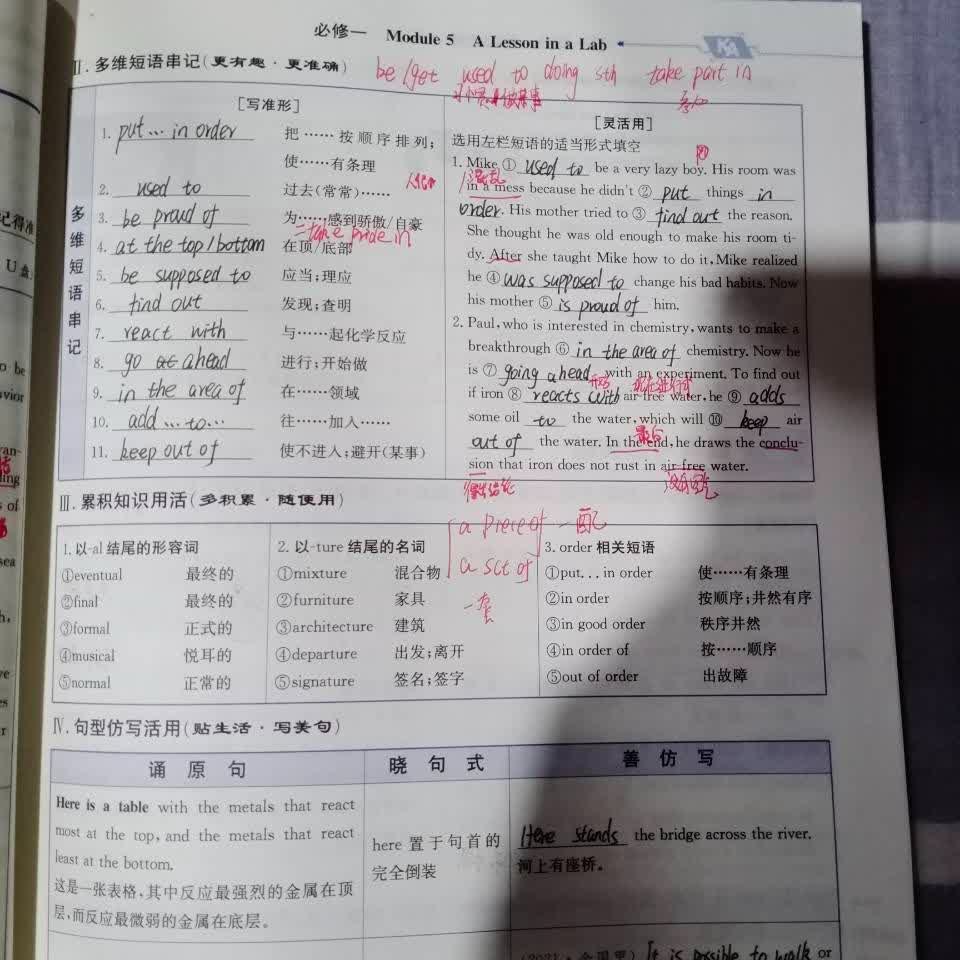 必修一 Module 5 A Lesson in a Lab
Ⅱ.多维短语串记(更有趣·更准确)
be/get used to doing sth take part in
多维短语串记
[写准形]
1. put… in order 把……按顺序排列;
使……有条理
2. used to 过去(常常)……
3. be proud of 为……感到骄傲/自豪
=take pride in
4. at the top/bottom 在顶/底部
5. be supposed to 应当;理应
6. find out 发现;查明
7. react with 与……起化学反应
8. go ahead 进行;开始做
9. in the area of 在……领域
10. add…to… 往……加入……
11. keep out of 使不进入;避开(某事)
[灵活用]
选用左栏短语的适当形式填空
1. Mike ① used to be a very lazy boy. His room was
混乱
in a mess because he didn't ② put things in
order. His mother tried to ③ find out the reason.
She thought he was old enough to make his room ti-
dy. After she taught Mike how to do it, Mike realized
he ④ was supposed to change his bad habits. Now
his mother ⑤ is proud of him.
2. Paul, who is interested in chemistry, wants to make a
breakthrough ⑥ in the area of chemistry. Now he
is ⑦ going ahead with an experiment. To find out
if iron ⑧ reacts with air-free water, he ⑨ adds
some oil to the water, which will ⑩ keep air
out of the water. In the end, he draws the conclu-
最后
sion that iron does not rust in air-free water.
得出结论
Ⅲ.累积知识用活(多积累·随便用)
a piece of 一配
a set of
一套
1. 以-al 结尾的形容词
①eventual 最终的
②final 最终的
③formal 正式的
④musical 悦耳的
⑤normal 正常的
2. 以-ture 结尾的名词
①mixture 混合物
②furniture 家具
③architecture 建筑
④departure 出发;离开
⑤signature 签名;签字
3. order 相关短语
①put...in order 使……有条理
②in order 按顺序;井然有序
③in good order 秩序井然
④in order of 按……顺序
⑤out of order 出故障
Ⅳ.句型仿写活用(贴生活·写美句)
诵原句 晓句式 善仿写
Here is a table with the metals that react
most at the top, and the metals that react
least at the bottom.
这是一张表格,其中反应最强烈的金属在顶
层,而反应最微弱的金属在底层。
here 置于句首的
完全倒装
Here stands the bridge across the river.
河上有座桥。
It is possible to walk or
记得准
U盘